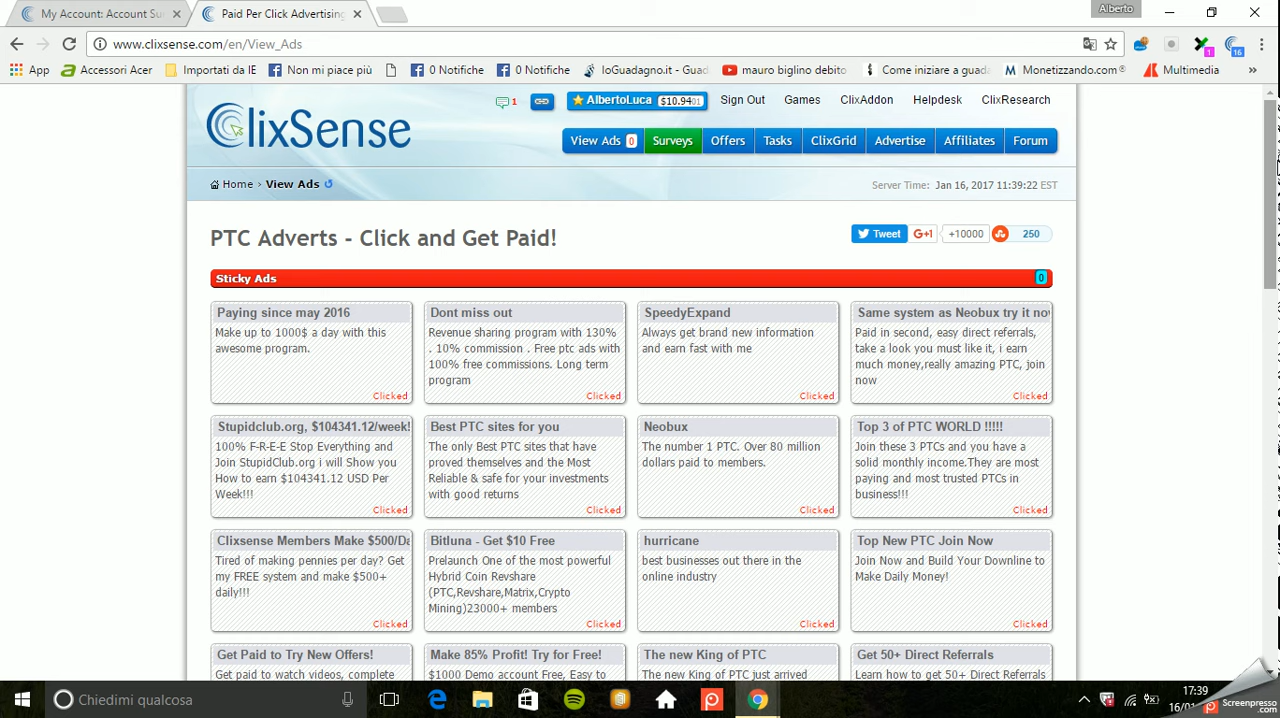 My Account: Account Su
Paid Per Click Advertising
Alberto
www.clixsense.com/en/View_Ads
1
16
App
Accessori Acer
Importati da IE
Non mi piace più
0 Notifiche
0 Notifiche
IoGuadagno.it - Guad
mauro biglino debito
Come iniziare a guada
Monetizzando.com®
Multimedia
»
ClixSense
1
AlbertoLuca $10.9401
Sign Out
Games
ClixAddon
Helpdesk
ClixResearch
View Ads 0
Surveys
Offers
Tasks
ClixGrid
Advertise
Affiliates
Forum
Home › View Ads
Server Time: Jan 16, 2017 11:39:22 EST
PTC Adverts - Click and Get Paid!
Tweet
G+1
+10000
250
Sticky Ads
0
Paying since may 2016
Make up to 1000$ a day with this
awesome program.
Clicked
Dont miss out
Revenue sharing program with 130%
. 10% commission . Free ptc ads with
100% free commissions. Long term
program
Clicked
SpeedyExpand
Always get brand new information
and earn fast with me
Clicked
Same system as Neobux try it nov
Paid in second, easy direct referrals,
take a look you must like it, i earn
much money,really amazing PTC, join
now
Clicked
Stupidclub.org, $104341.12/week!
100% F-R-E-E Stop Everything and
Join StupidClub.org i will Show you
How to earn $104341.12 USD Per
Week!!!
Clicked
Best PTC sites for you
The only Best PTC sites that have
proved themselves and the Most
Reliable & safe for your investments
with good returns
Clicked
Neobux
The number 1 PTC. Over 80 million
dollars paid to members.
Clicked
Top 3 of PTC WORLD !!!!!
Join these 3 PTCs and you have a
solid monthly income.They are most
paying and most trusted PTCs in
business!!!
Clicked
Clixsense Members Make $500/Da
Tired of making pennies per day? Get
my FREE system and make $500+
daily!!!
Clicked
Bitluna - Get $10 Free
Prelaunch One of the most powerful
Hybrid Coin Revshare
(PTC,Revshare,Matrix,Crypto
Mining)23000+ members
Clicked
hurricane
best businesses out there in the
online industry
Clicked
Top New PTC Join Now
Join Now and Build Your Downline to
Make Daily Money!
Clicked
Get Paid to Try New Offers!
Get paid to watch videos, complete
Make 85% Profit! Try for Free!
$1000 Demo account Free, Easy to
The new King of PTC
The new King of PTC just arrived
Get 50+ Direct Referrals
Learn how to get 50+ Direct Referrals
Chiedimi qualcosa
17:39
16/01
Screenpresso
.com